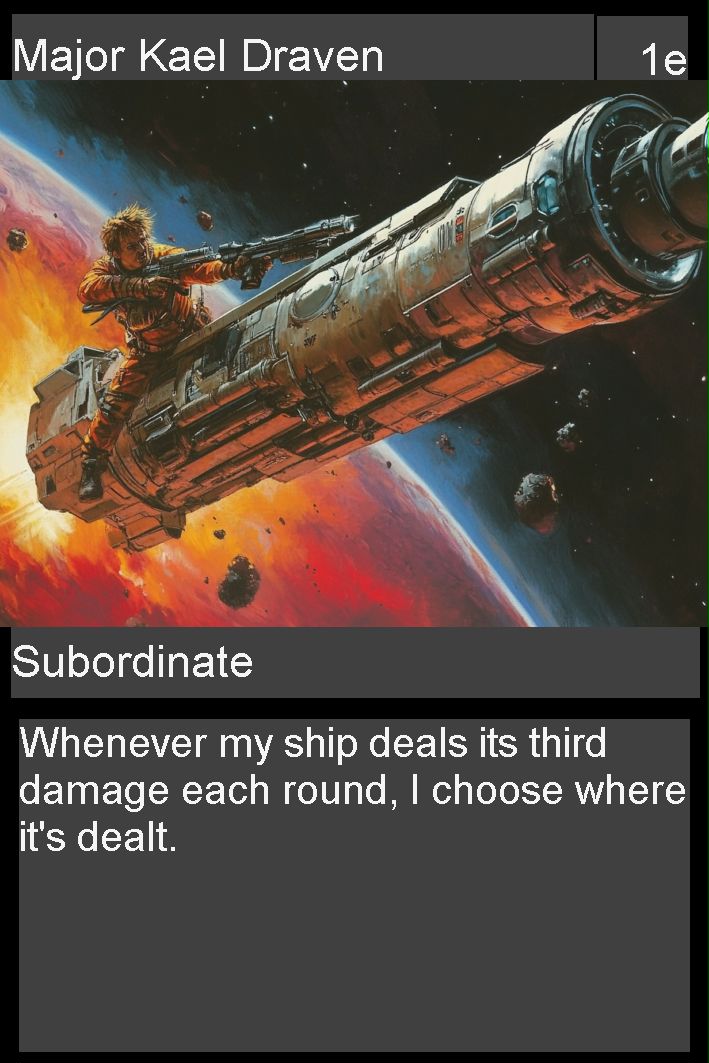 Major Kael Draven
1e
Subordinate
Whenever my ship deals its third
damage each round, I choose where
it's dealt.